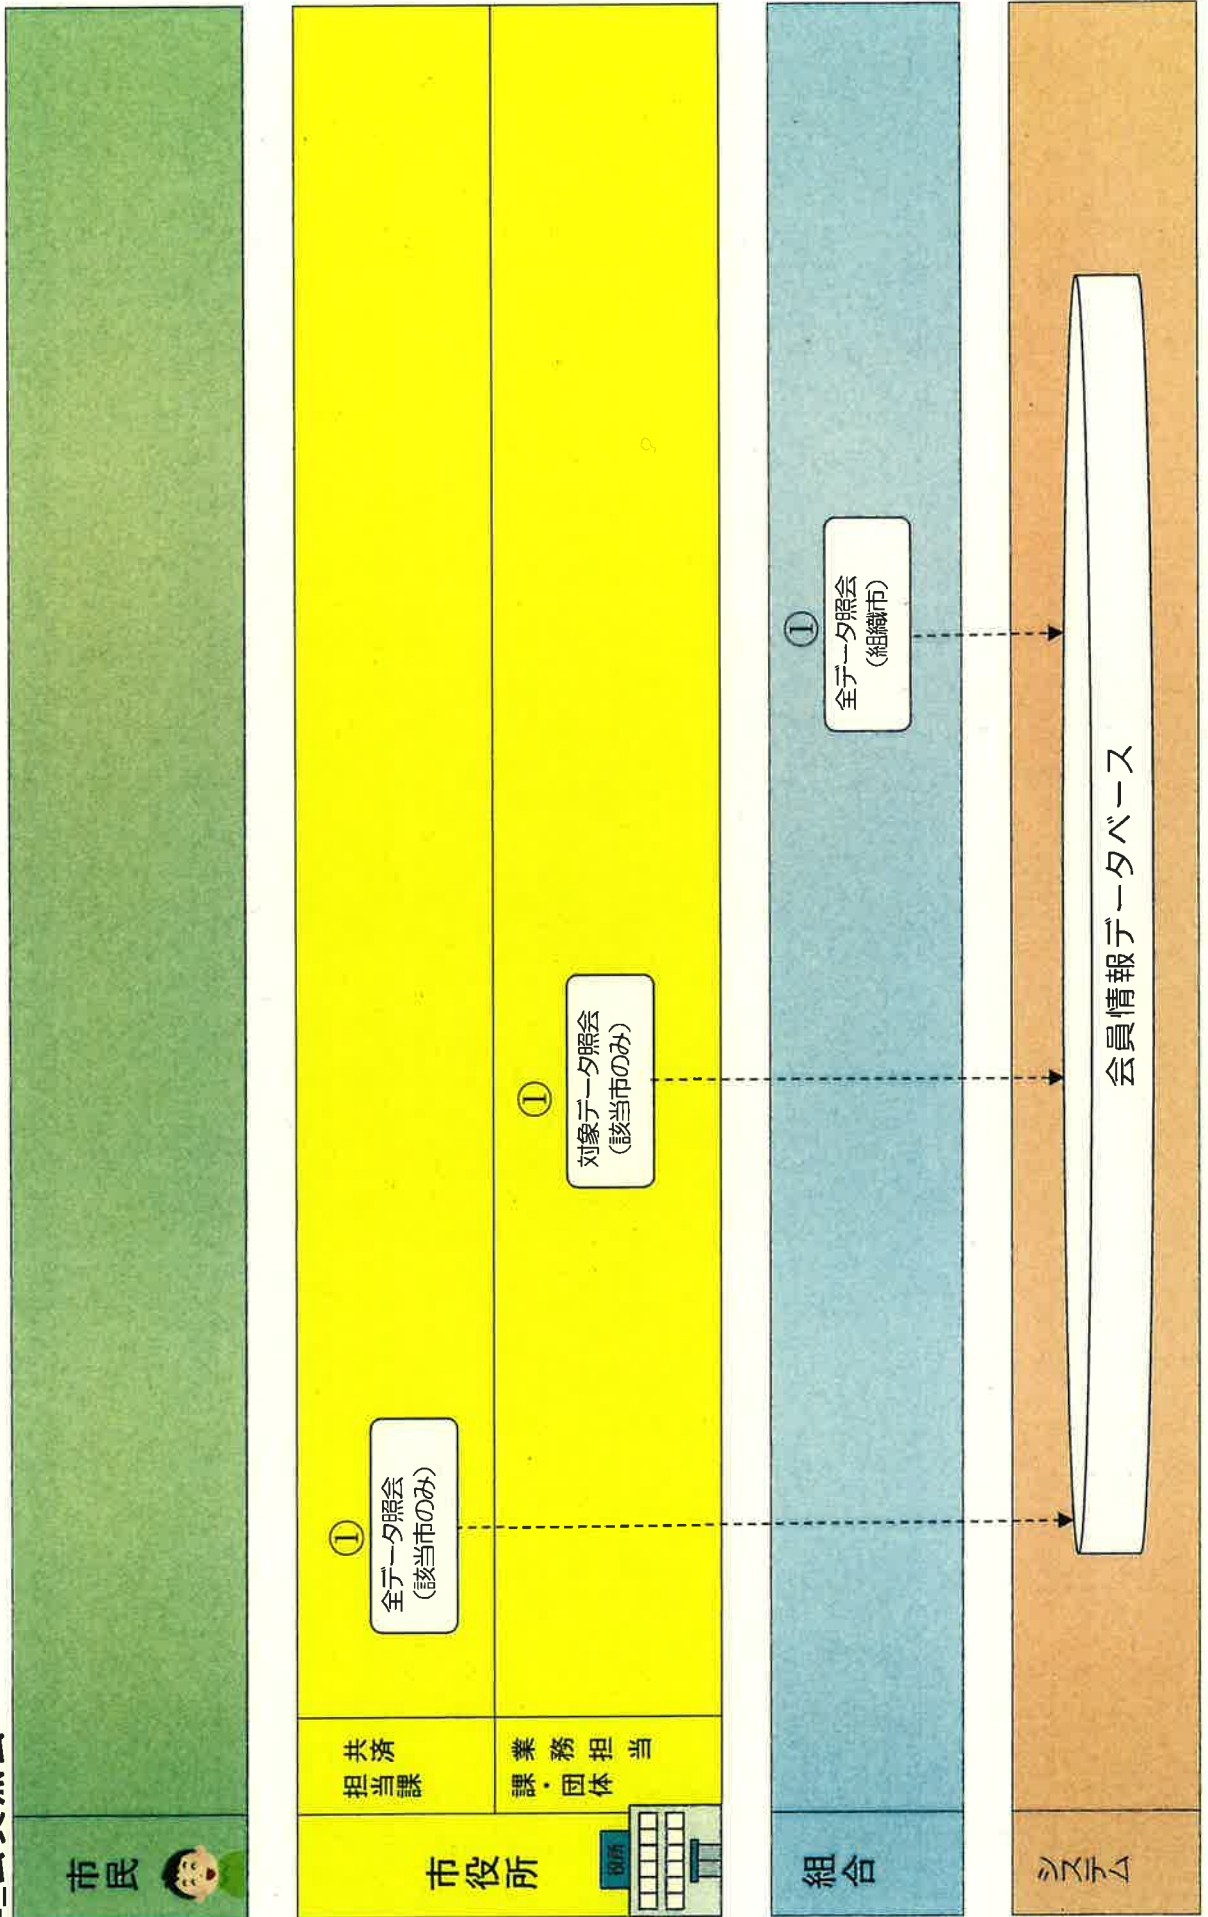 市民
市役所
役所
共済
担当課
業務担当
課・団体
①
全データ照会
(該当市のみ)
①
対象データ照会
(該当市のみ)
組合
①
全データ照会
(組織市)
システム
会員情報データベース